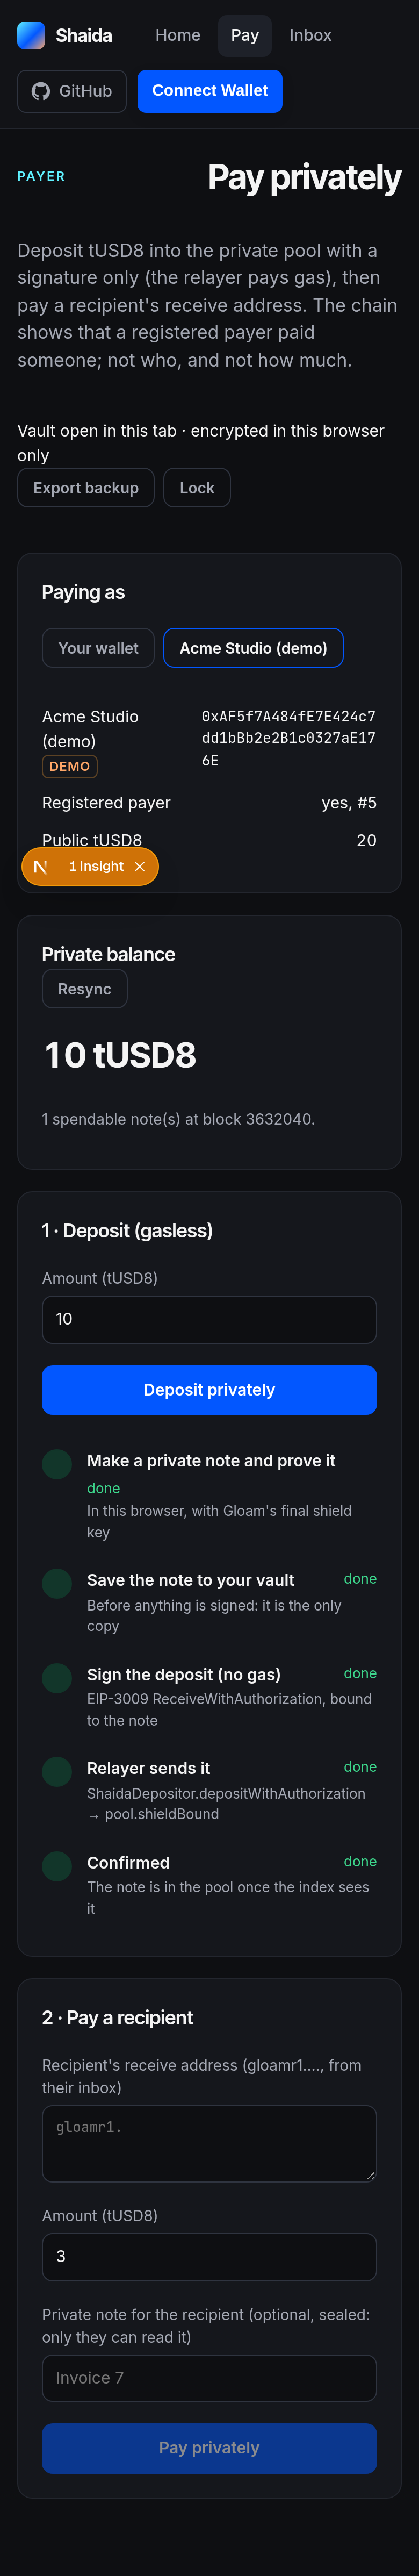 Shaida
Home
Pay
Inbox
GitHub
Connect Wallet
PAYER
Pay privately
Deposit tUSD8 into the private pool with a
signature only (the relayer pays gas), then
pay a recipient's receive address. The chain
shows that a registered payer paid
someone; not who, and not how much.
Vault open in this tab · encrypted in this browser
only
Export backup
Lock
Paying as
Your wallet
Acme Studio (demo)
Acme Studio
(demo)
DEMO
0xAF5f7A484fE7E424c7
dd1bBb2e2B1c0327aE17
6E
Registered payer
yes, #5
Public tUSD8
20
1 Insight
Private balance
Resync
10 tUSD8
1 spendable note(s) at block 3632040.
1 · Deposit (gasless)
Amount (tUSD8)
10
Deposit privately
Make a private note and prove it
done
In this browser, with Gloam's final shield
key
Save the note to your vault
done
Before anything is signed: it is the only
copy
Sign the deposit (no gas)
done
EIP-3009 ReceiveWithAuthorization, bound
to the note
Relayer sends it
done
ShaidaDepositor.depositWithAuthorization
→ pool.shieldBound
Confirmed
done
The note is in the pool once the index sees
it
2 · Pay a recipient
Recipient's receive address (gloamr1...., from
their inbox)
gloamr1.
Amount (tUSD8)
3
Private note for the recipient (optional, sealed:
only they can read it)
Invoice 7
Pay privately